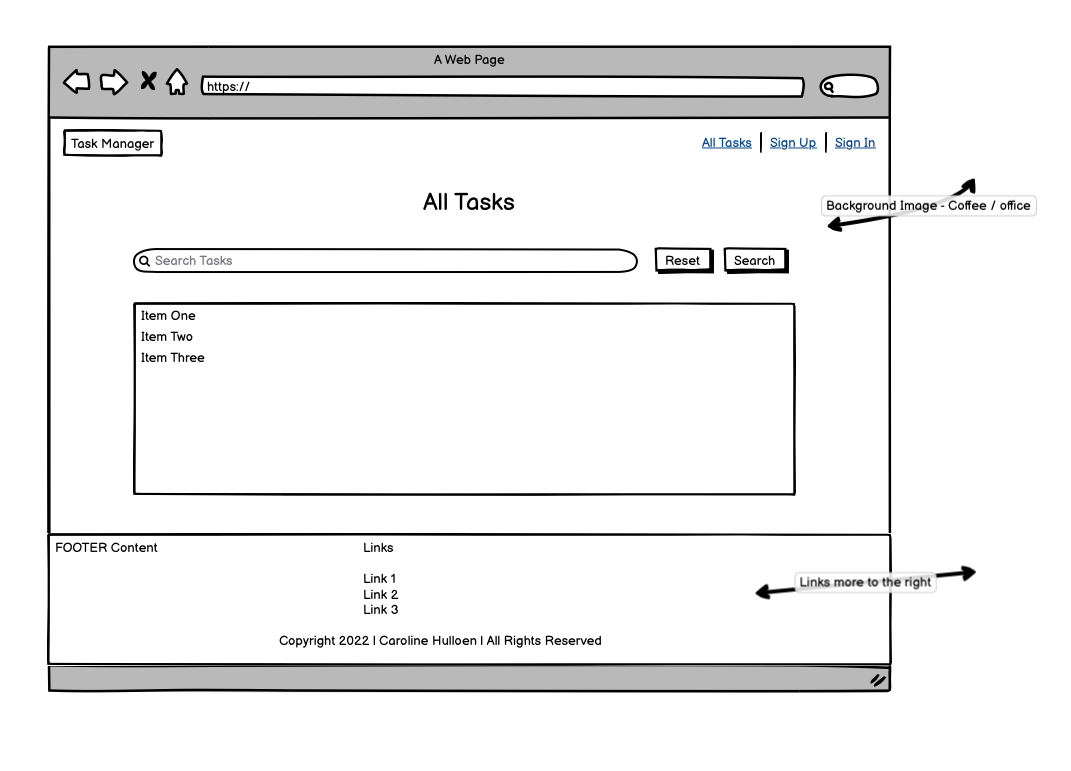 A Web Page
https://
Task Manager
All Tasks
Sign Up
Sign In
All Tasks
Background Image - Coffee / office
Search Tasks
Reset
Search
Item One
Item Two
Item Three
FOOTER Content
Links
Link 1
Links more to the right
Link 2
Link 3
Copyright 2022 | Caroline Hulloen | All Rights Reserved